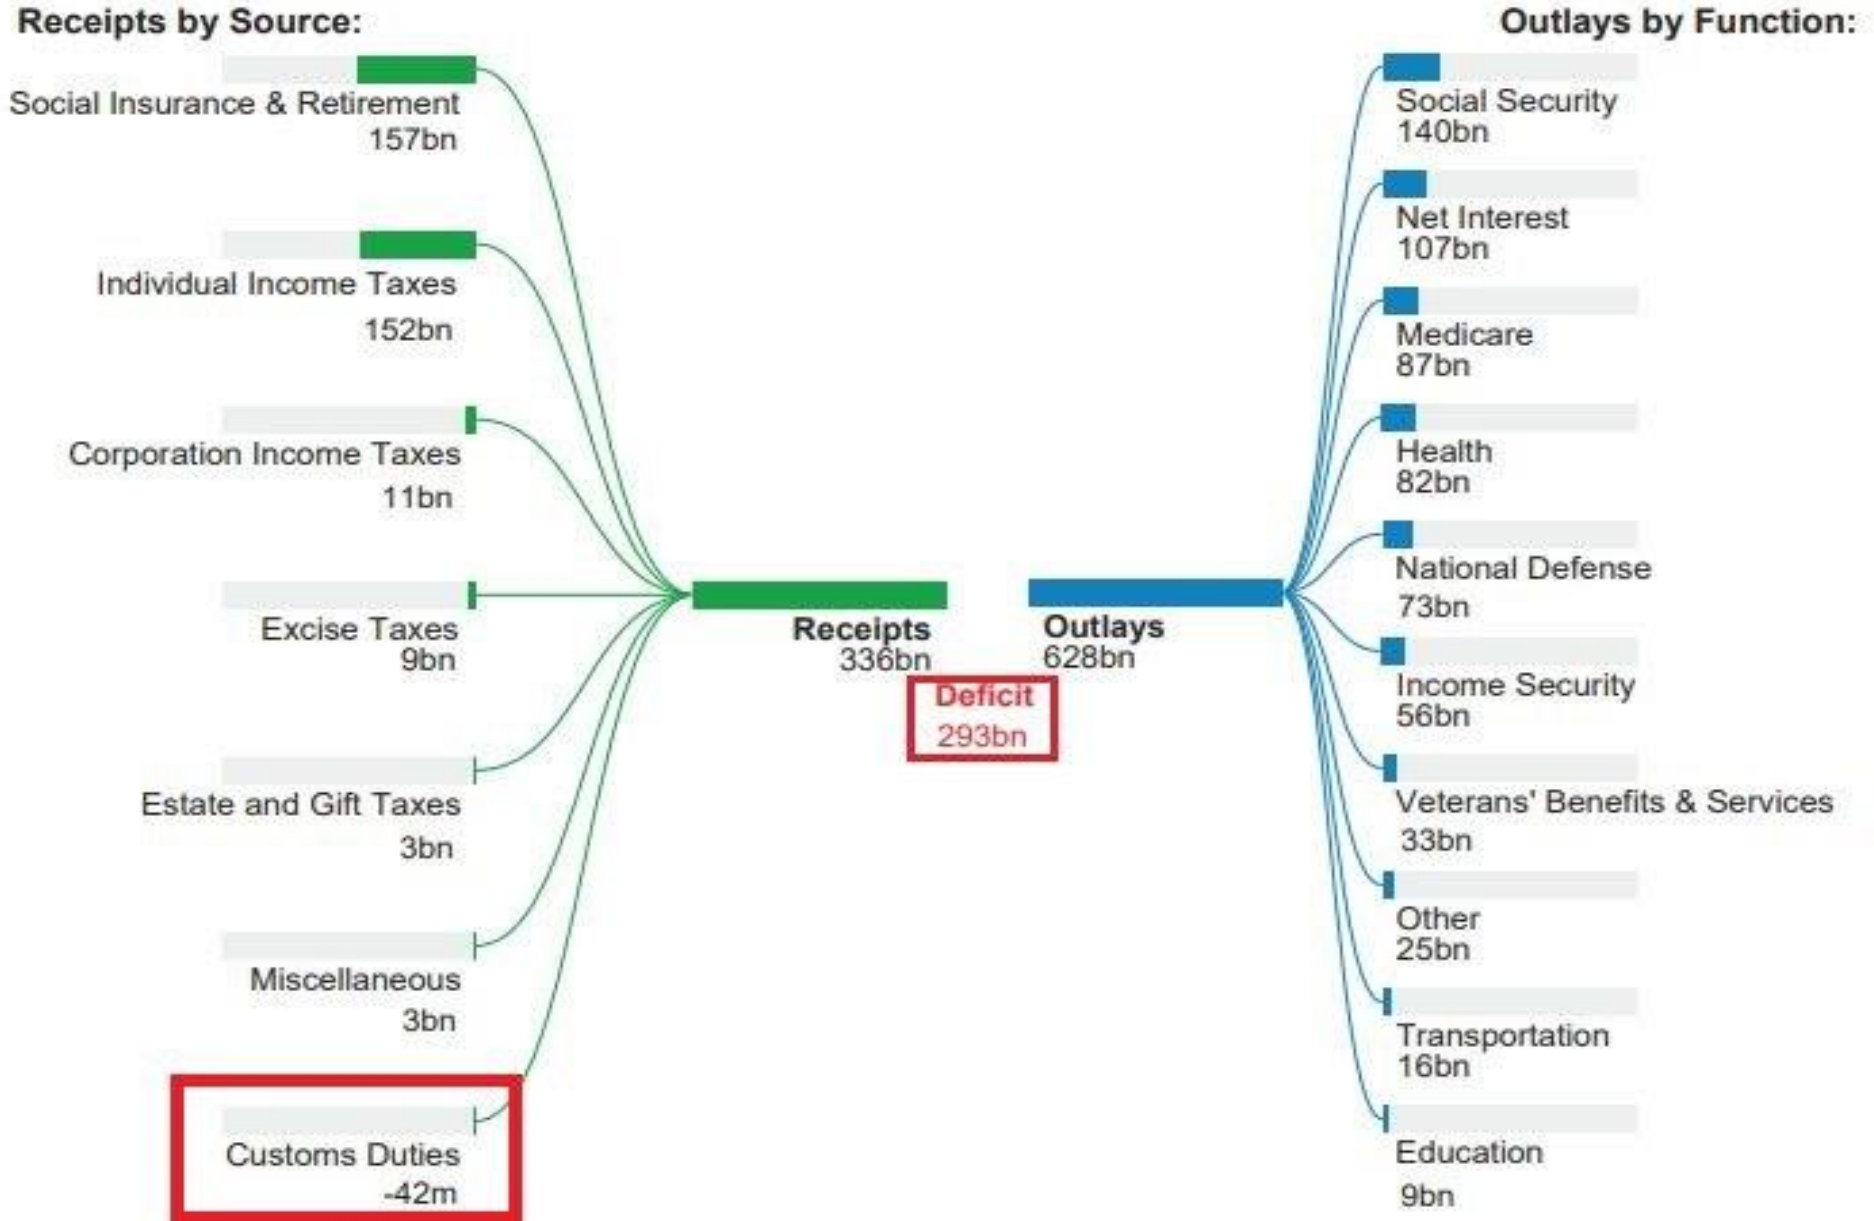 Receipts by Source:
Social Insurance & Retirement
157bn
Individual Income Taxes
152bn
Corporation Income Taxes
11bn
Excise Taxes
9bn
Estate and Gift Taxes
3bn
Miscellaneous
3bn
Customs Duties
-42m
Receipts
336bn
Deficit
293bn
Outlays
628bn
Outlays by Function:
Social Security
140bn
Net Interest
107bn
Medicare
87bn
Health
82bn
National Defense
73bn
Income Security
56bn
Veterans' Benefits & Services
33bn
Other
25bn
Transportation
16bn
Education
9bn